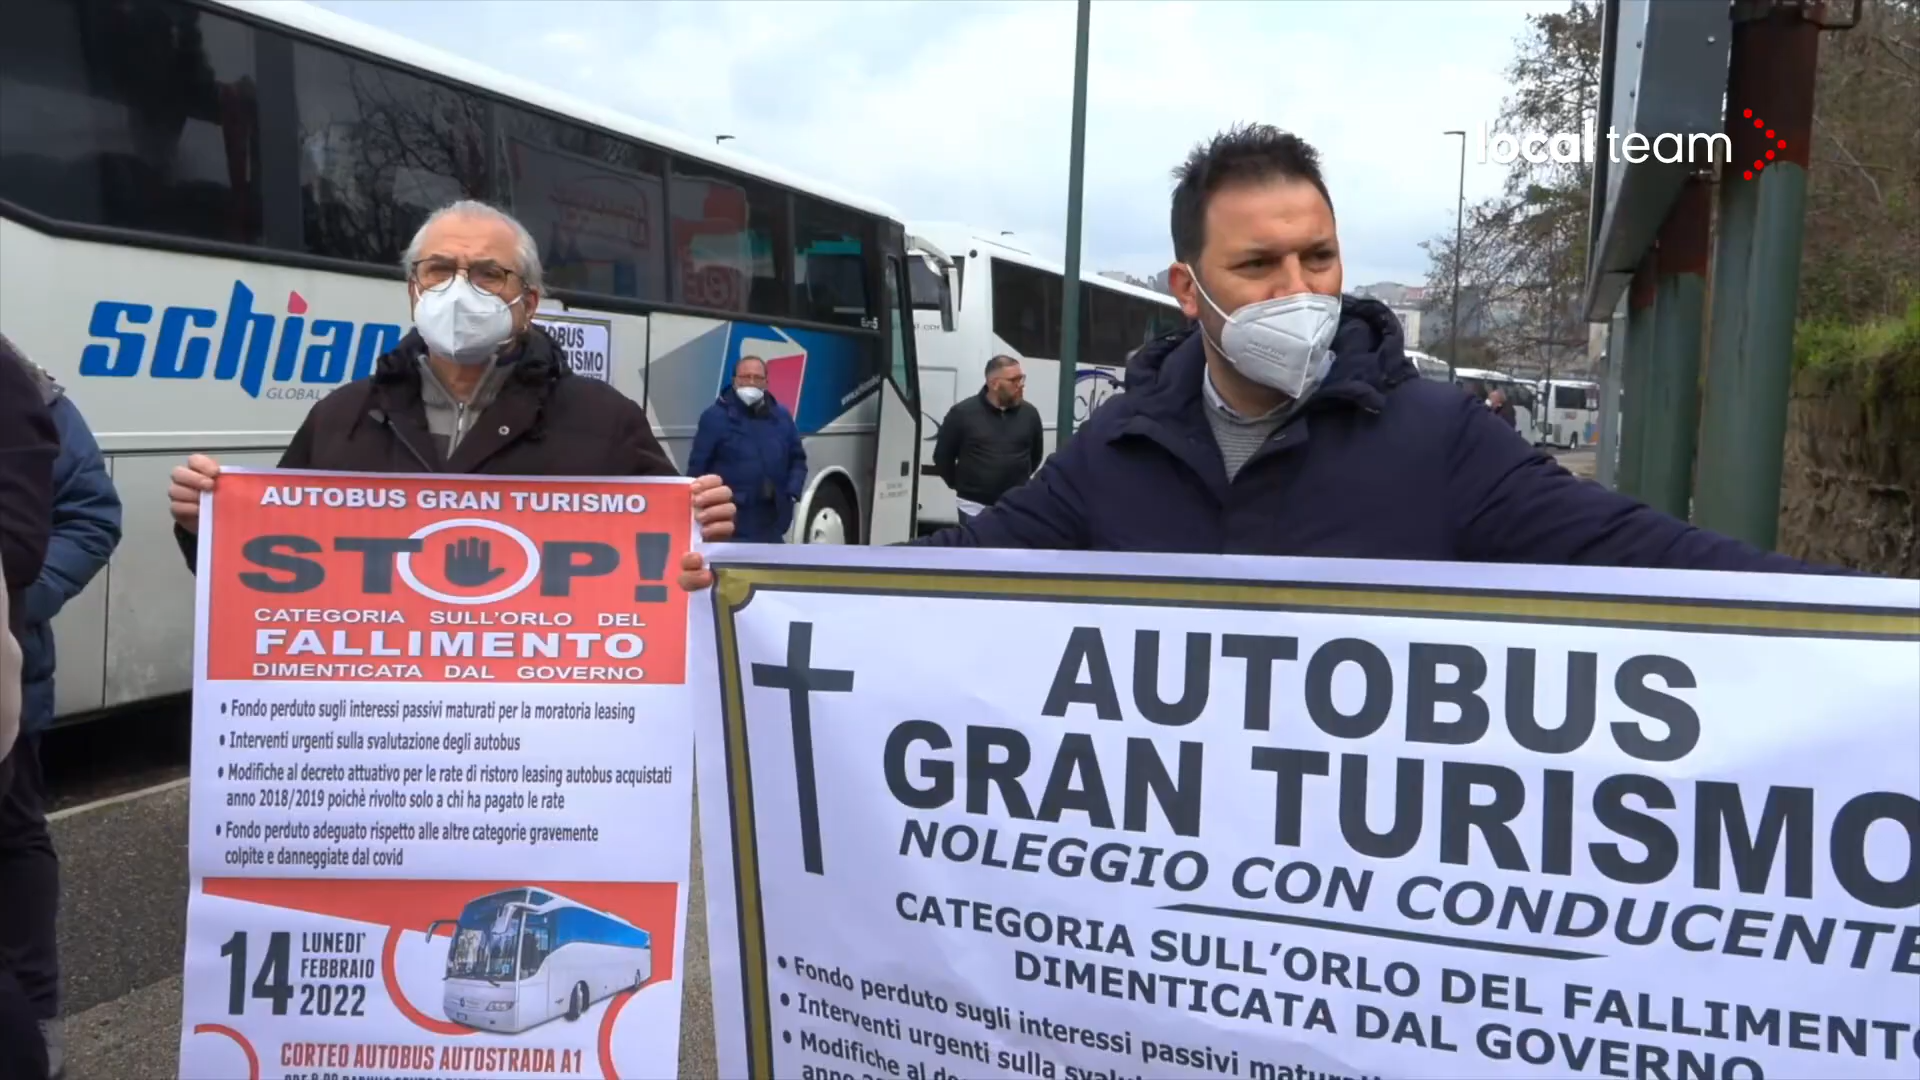 local team
schiac
GLOBAL
Euro5
AUTOBUS GRAN TURISMO
STOP!
CATEGORIA SULL'ORLO DEL
FALLIMENTO
DIMENTICATA DAL GOVERNO
• Fondo perduto sugli interessi passivi maturati per la moratoria leasing
• Interventi urgenti sulla svalutazione degli autobus
• Modifiche al decreto attuativo per le rate di ristoro leasing autobus acquistati
anno 2018/2019 poichè rivolto solo a chi ha pagato le rate
• Fondo perduto adeguato rispetto alle altre categorie gravemente
colpite e danneggiate dal covid
14 LUNEDI'
FEBBRAIO
2022
CORTEO AUTOBUS AUTOSTRADA A1
AUTOBUS
GRAN TURISMO
NOLEGGIO CON CONDUCENTE
CATEGORIA SULL'ORLO DEL FALLIMENTO
DIMENTICATA DAL GOVERNO
• Fondo perduto sugli interessi passivi
• Interventi urgenti sulla
• Modifiche al